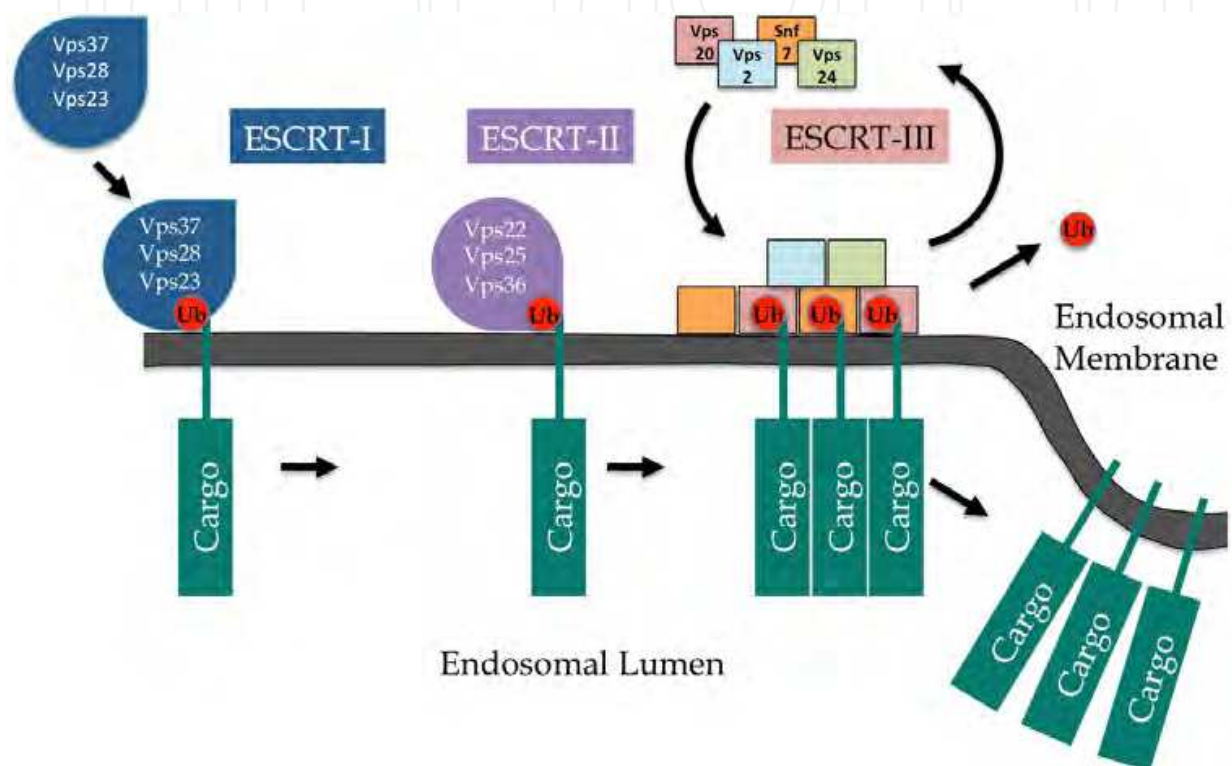 Vps37
Vps28
Vps23
Vps
20
Snf
7
Vps
2
Vps
24
ESCRT-I
ESCRT-II
ESCRT-III
Vps37
Vps28
Vps23
Ub
Vps22
Vps25
Vps36
Ub
Ub
Ub
Ub
Ub
Endosomal
Membrane
Cargo
Cargo
Cargo
Cargo
Cargo
Cargo
Cargo
Cargo
Endosomal Lumen